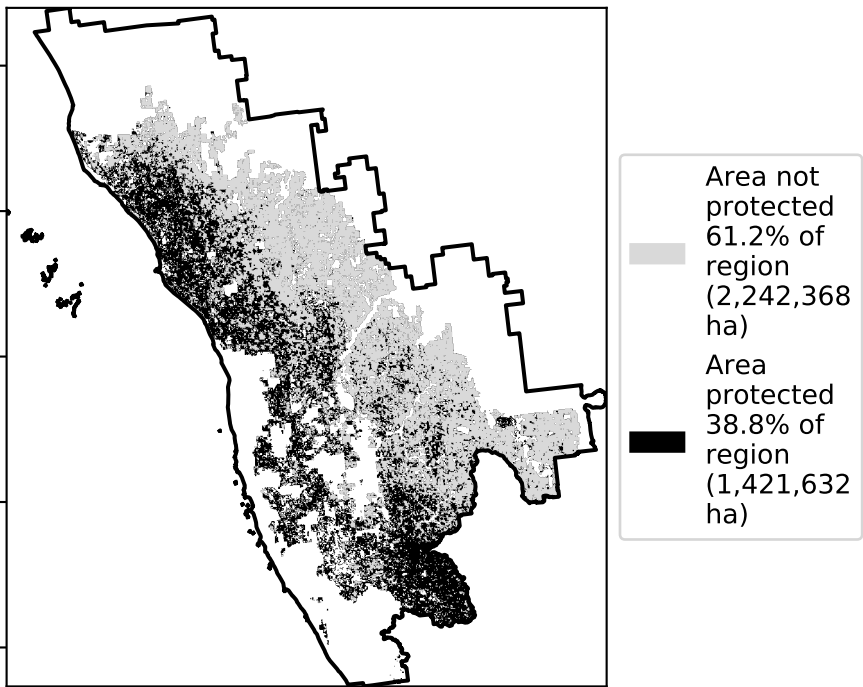 Area not
protected
61.2% of
region
(2,242,368
ha)
Area
protected
38.8% of
region
(1,421,632
ha)